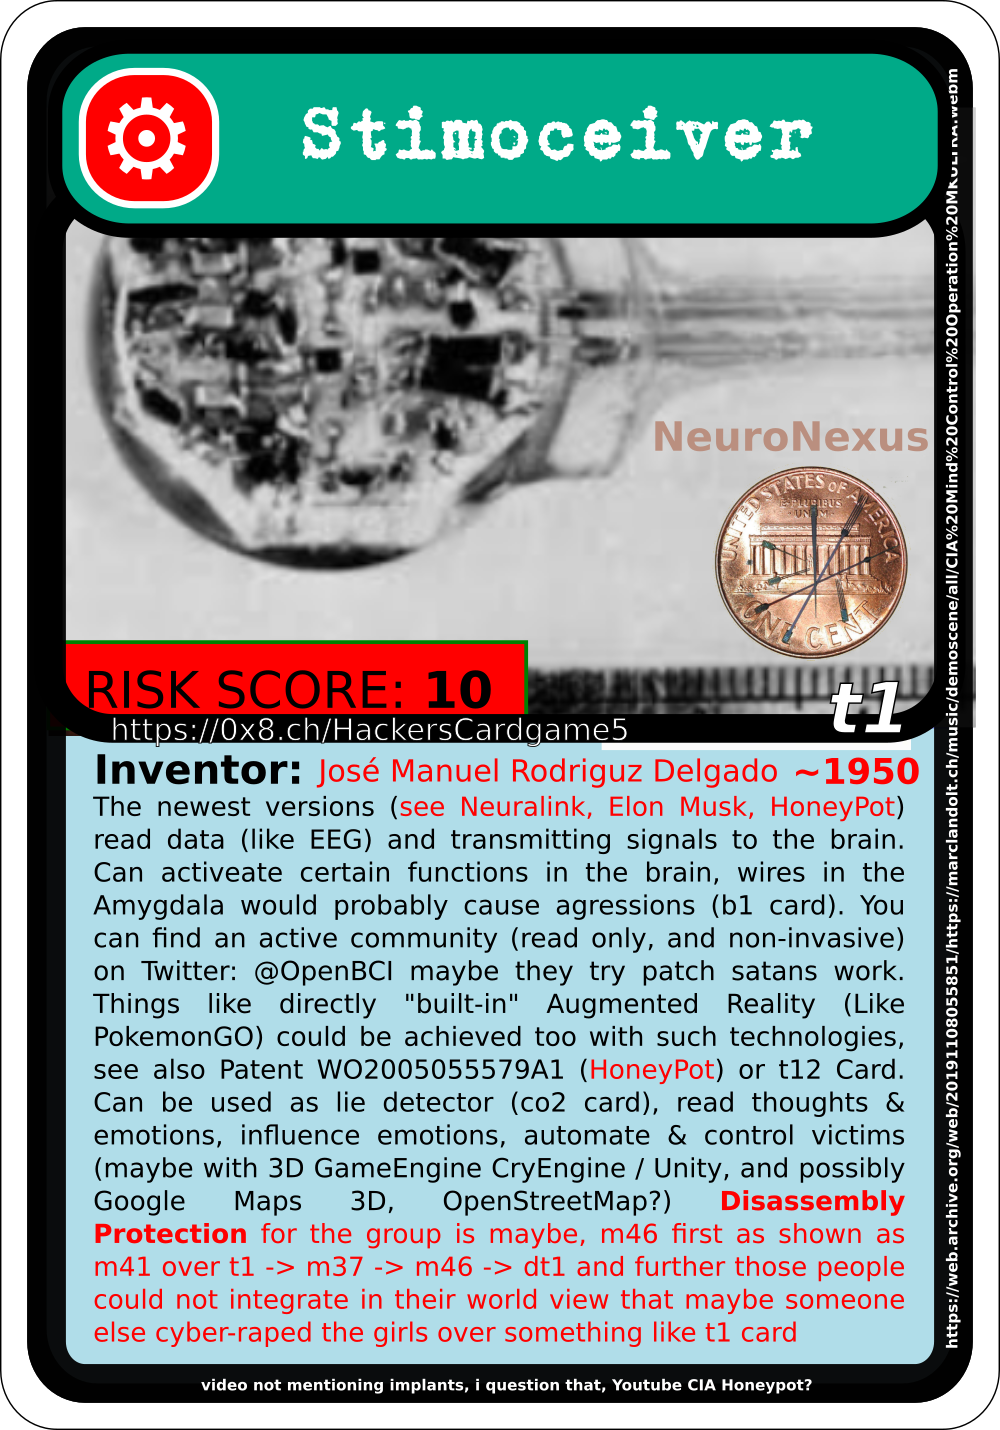 Stimoceiver
NeuroNexus
UNITED STATES of AMERICA
E PLURIBUS
UNUM
ONE CENT
RISK SCORE: 10
t1
https://0x8.ch/HackersCardgame5
Inventor: José Manuel Rodriguz Delgado ~1950
The newest versions (see Neuralink, Elon Musk, HoneyPot)
read data (like EEG) and transmitting signals to the brain.
Can activeate certain functions in the brain, wires in the
Amygdala would probably cause agressions (b1 card). You
can find an active community (read only, and non-invasive)
on Twitter: @OpenBCI maybe they try patch satans work.
Things like directly "built-in" Augmented Reality (Like
PokemonGO) could be achieved too with such technologies,
see also Patent WO2005055579A1 (HoneyPot) or t12 Card.
Can be used as lie detector (co2 card), read thoughts &
emotions, influence emotions, automate & control victims
(maybe with 3D GameEngine CryEngine / Unity, and possibly
Google Maps 3D, OpenStreetMap?) Disassembly
Protection for the group is maybe, m46 first as shown as
m41 over t1 -> m37 -> m46 -> dt1 and further those people
could not integrate in their world view that maybe someone
else cyber-raped the girls over something like t1 card
video not mentioning implants, i question that, Youtube CIA Honeypot?
https://web.archive.org/web/20191108055851/https://marclandolt.ch/music/demoscene/all/CIA%20Mind%20Control%20Operation%20MKULTRA.webm